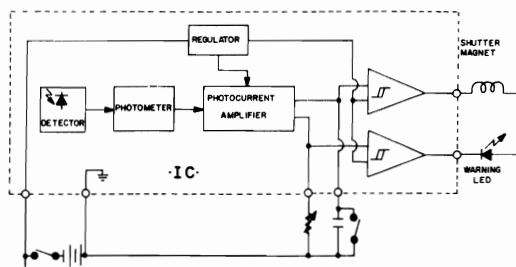 REGULATOR
SHUTTER
MAGNET
DETECTOR
PHOTOMETER
PHOTOCURRENT
AMPLIFIER
WARNING
LED
·IC·